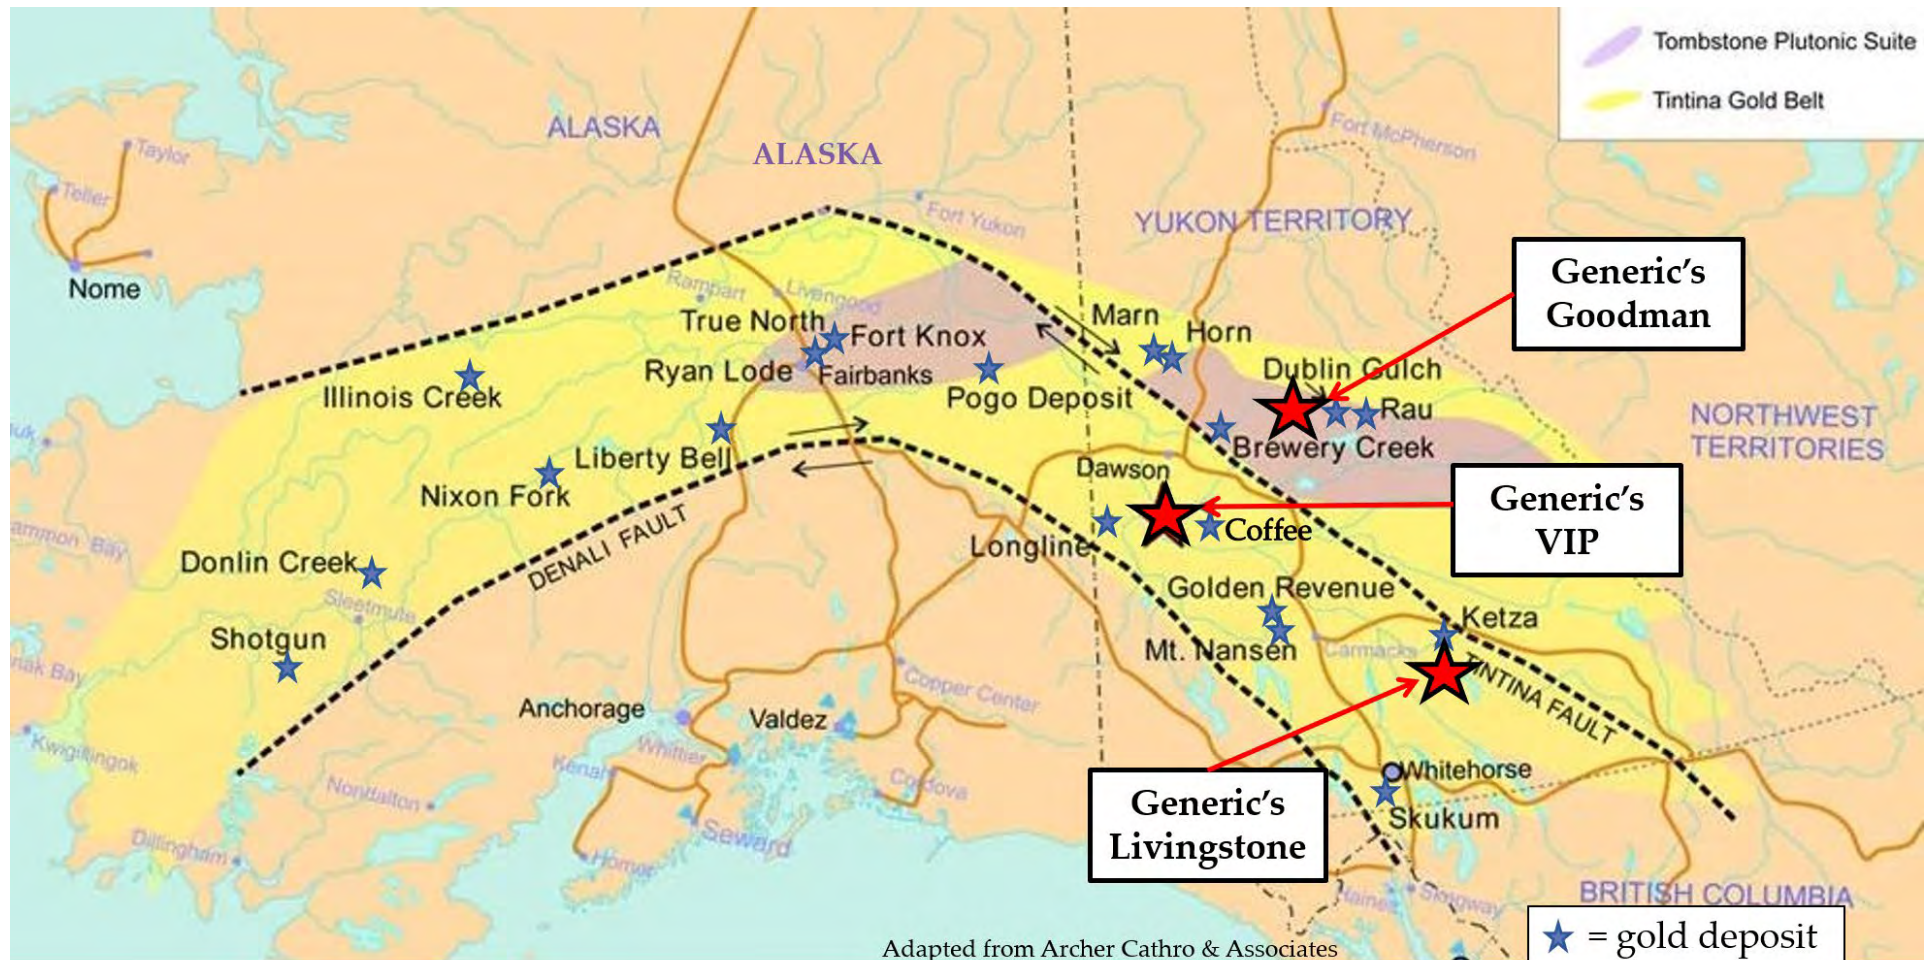 Tombstone Plutonic Suite
Tintina Gold Belt
ALASKA
ALASKA
Taylor
Teller
Nome
Fort McPherson
Fort Yukon
YUKON TERRITORY
Generic's
Goodman
Rampart
Livengood
True North
Fort Knox
Marn
Horn
Ryan Lode
Fairbanks
Dublin Gulch
Illinois Creek
Pogo Deposit
Rau
NORTHWEST
TERRITORIES
Liberty Bell
Brewery Creek
Dawson
Nixon Fork
Generic's
VIP
Coffee
Longline
DENALI FAULT
Donlin Creek
Sleetmute
Golden Revenue
Ketza
Shotgun
Mt. Nansen
Carmacks
TINTINA FAULT
Bay
Bay
Copper Center
Anchorage
Valdez
Whittier
Kwigillingok
Kenai
Cordova
Whitehorse
Nondalton
Generic's
Livingstone
Skukum
Seward
Dillingham
Homer
Haines
Skagway
BRITISH COLUMBIA
= gold deposit
Adapted from Archer Cathro & Associates